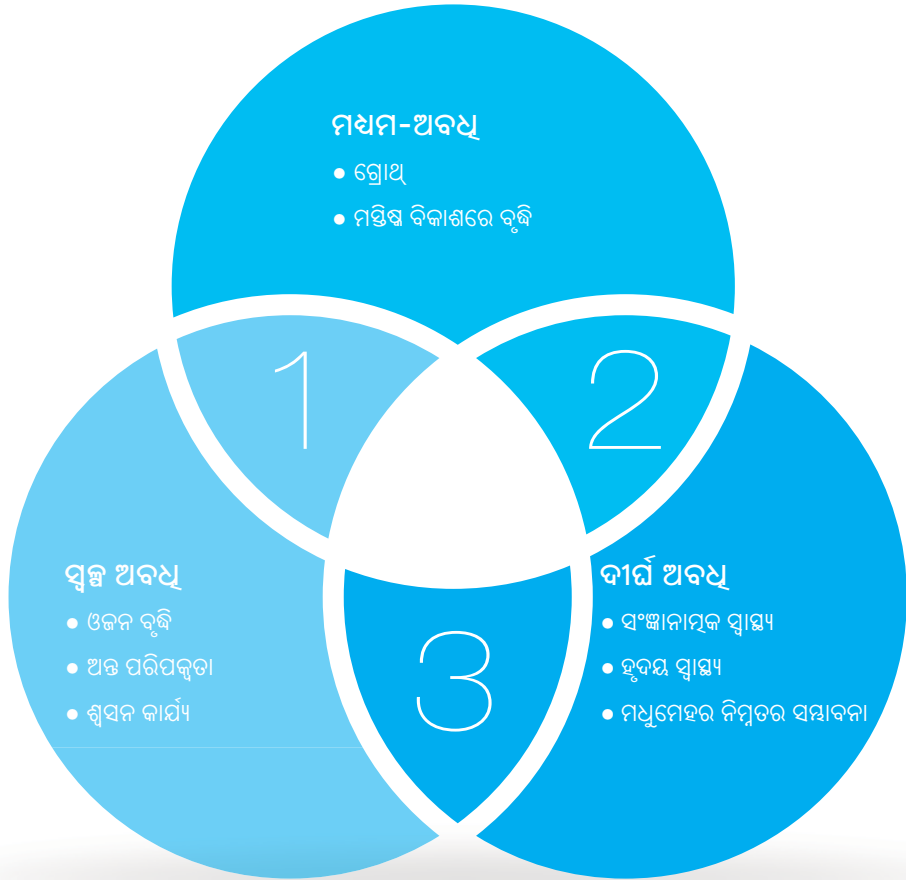 ମଧ୍ୟମ-ଅବଧି
• ଗ୍ରୋଥ୍
• ମସ୍ତିଷ୍କ ବିକାଶରେ ବୃଦ୍ଧି
1
2
ସ୍ୱଳ୍ପ ଅବଧି
• ଓଜନ ବୃଦ୍ଧି
• ଅନ୍ତ ପରିପକ୍ୱତା
• ଶ୍ୱସନ କାର୍ଯ୍ୟ
3
ଦୀର୍ଘ ଅବଧି
• ସଂଜ୍ଞାନାତ୍ମକ ସ୍ୱାସ୍ଥ୍ୟ
• ହୃଦୟ ସ୍ୱାସ୍ଥ୍ୟ
• ମଧୁମେହର ନିମ୍ନତର ସମ୍ଭାବନା